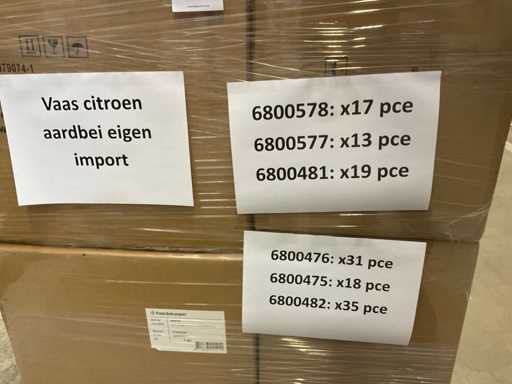 Vaas citroen
aardbei eigen
import
6800578: x17 pce
6800577: x13 pce
6800481: x19 pce
6800476: x31 pce
6800475: x18 pce
6800482: x35 pce